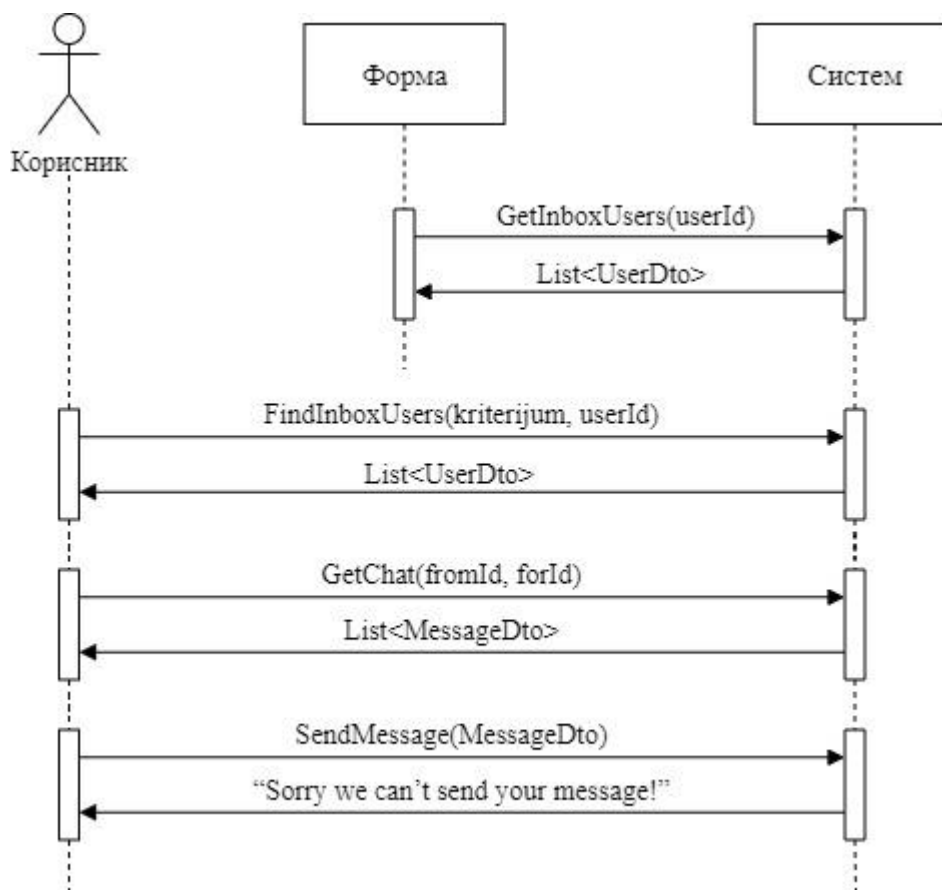 Форма
Систем
Корисник
GetInboxUsers(userId)
List<UserDto>
FindInboxUsers(kriterijum, userId)
List<UserDto>
GetChat(fromId, forId)
List<MessageDto>
SendMessage(MessageDto)
“Sorry we can’t send your message!”